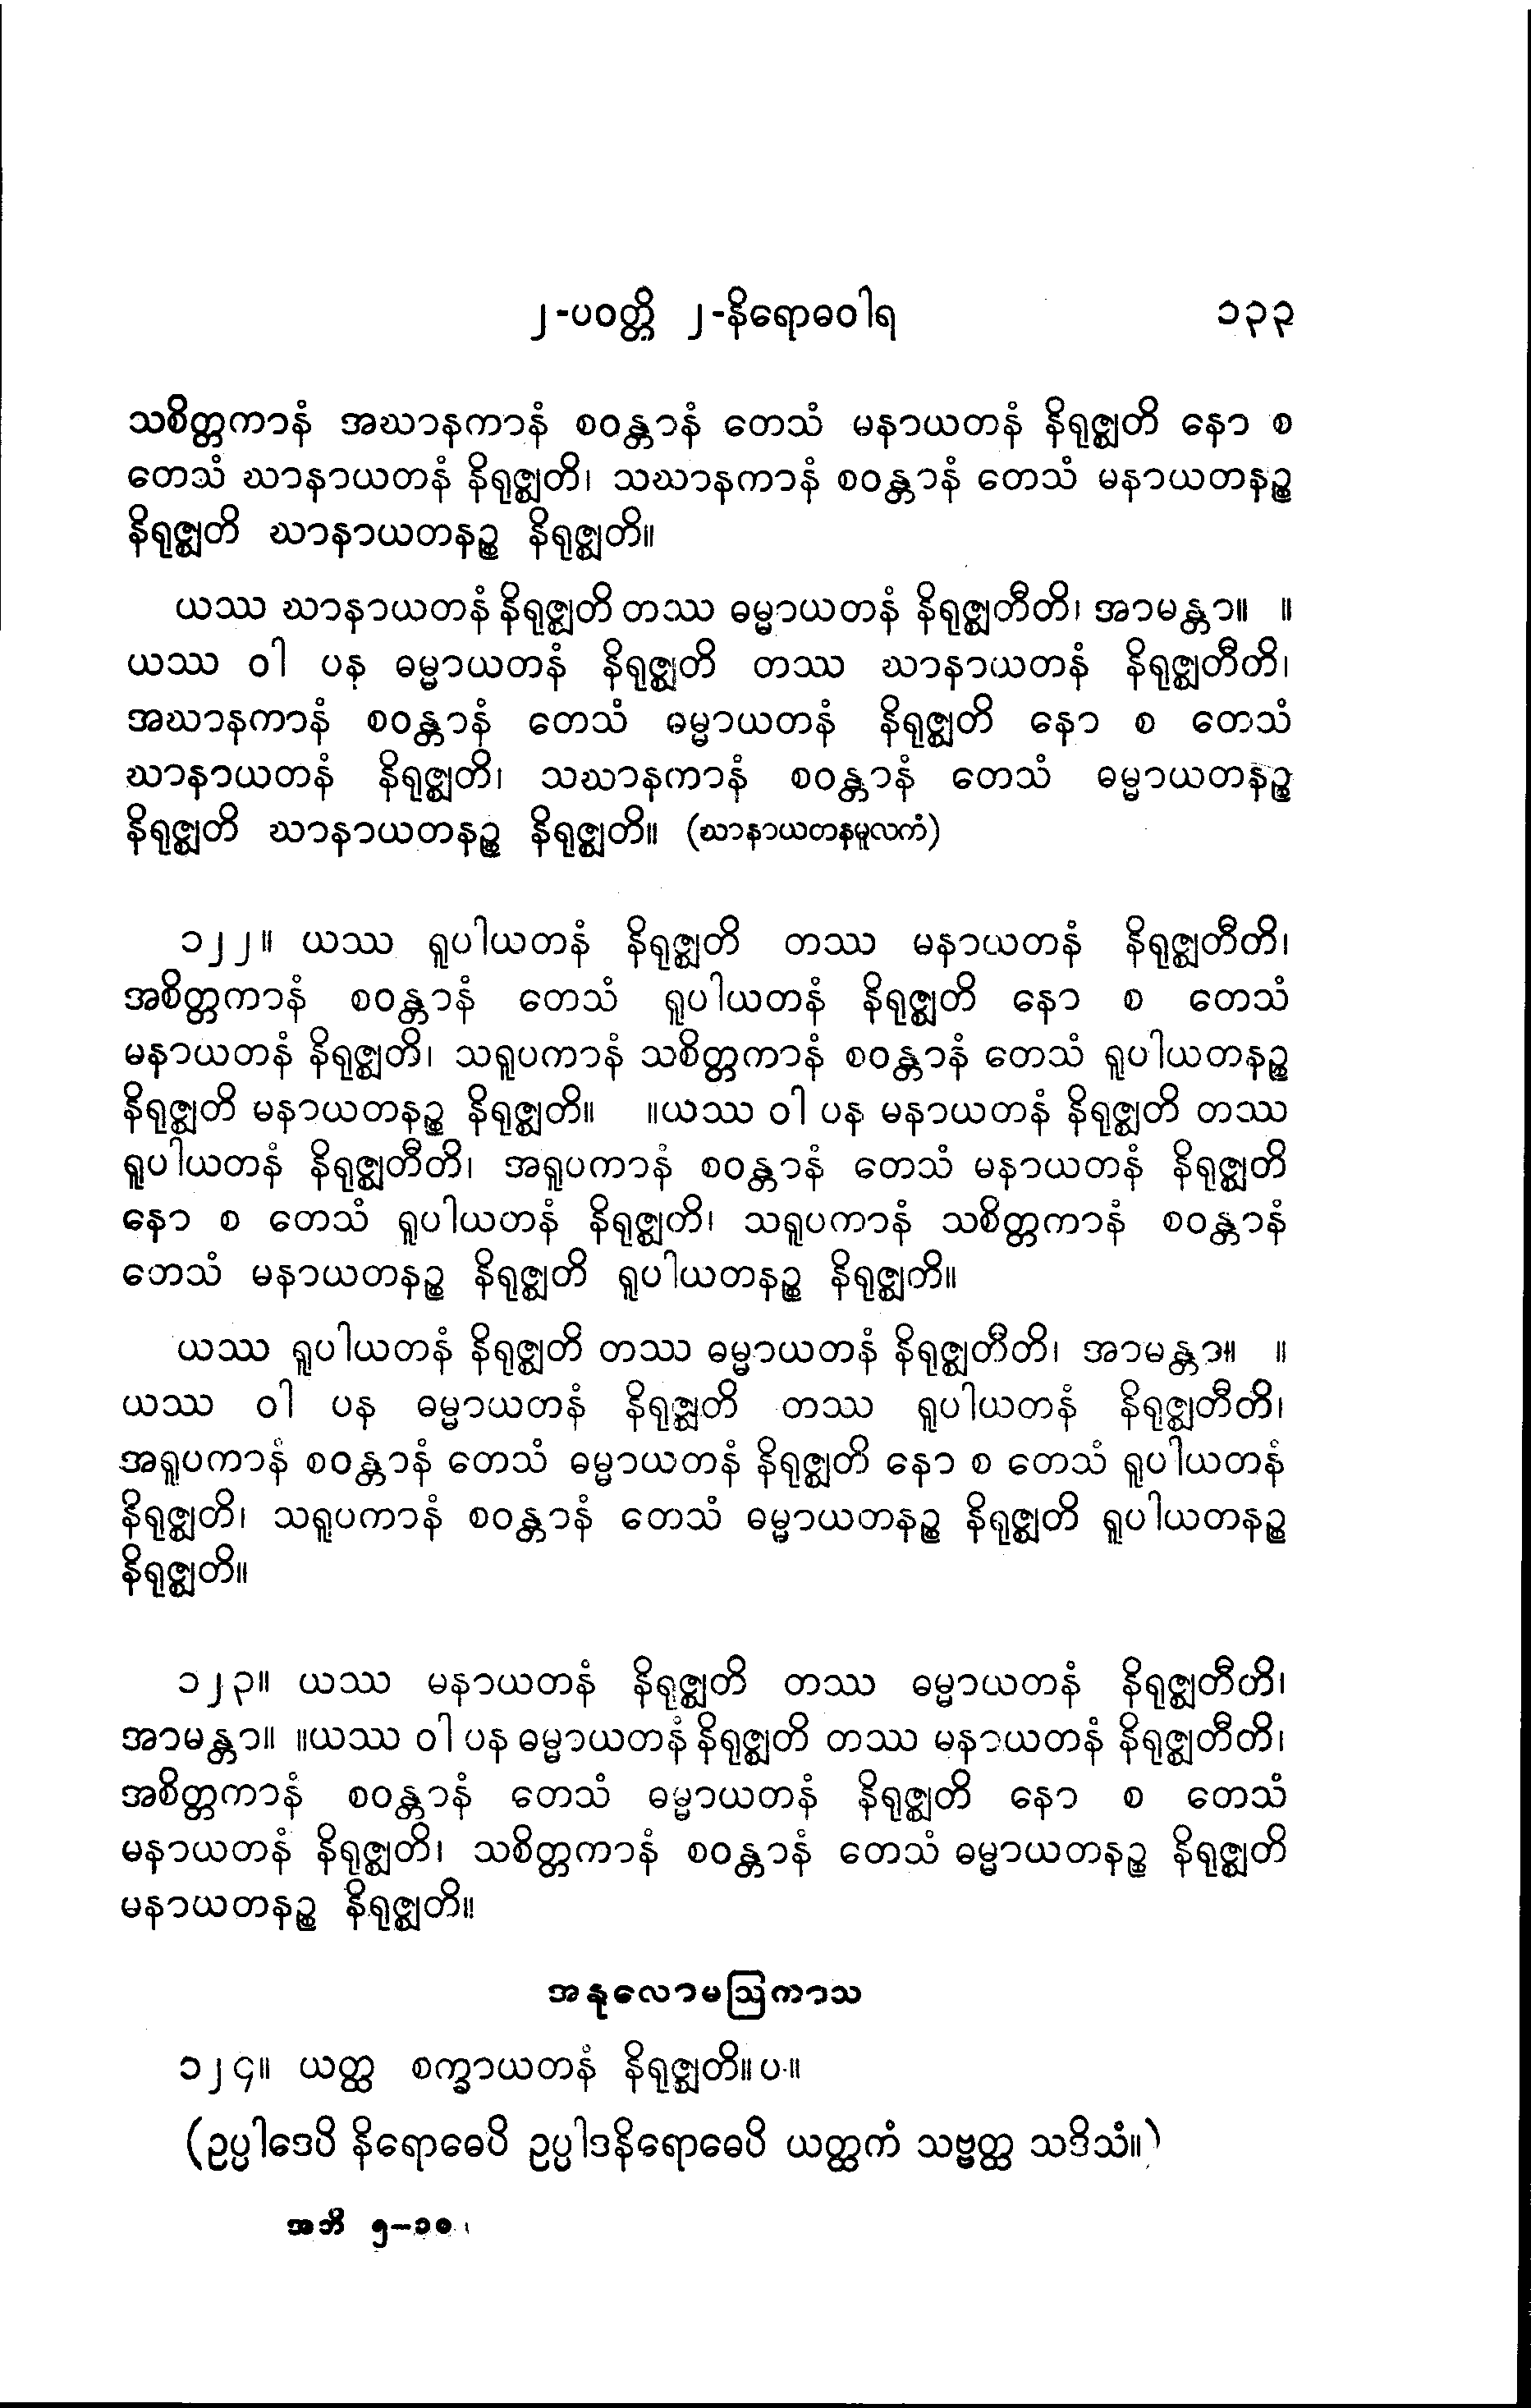 ၂-ပဝတ္တိ ၂-နိရောဓဝါရ ၁၃၃
သစိတ္တကာနံ အဃာနကာနံ စဝန္တာနံ တေသံ မနာယတနံ နိရုဇ္ဈတိ နော စ
တေသံ ဃာနာယတနံ နိရုဇ္ဈတိ၊ သဃာနကာနံ စဝန္တာနံ တေသံ မနာယတနဉ္စ
နိရုဇ္ဈတိ ဃာနာယတနဉ္စ နိရုဇ္ဈတိ။
ယဿ ဃာနာယတနံ နိရုဇ္ဈတိ တဿ ဓမ္မာယတနံ နိရုဇ္ဈတီတိ၊ အာမန္တာ။ ။
ယဿ ဝါ ပန ဓမ္မာယတနံ နိရုဇ္ဈတိ တဿ ဃာနာယတနံ နိရုဇ္ဈတီတိ၊
အဃာနကာနံ စဝန္တာနံ တေသံ ဓမ္မာယတနံ နိရုဇ္ဈတိ နော စ တေသံ
ဃာနာယတနံ နိရုဇ္ဈတိ၊ သဃာနကာနံ စဝန္တာနံ တေသံ ဓမ္မာယတနဉ္စ
နိရုဇ္ဈတိ ဃာနာယတနဉ္စ နိရုဇ္ဈတိ။ (ဃာနာယတနမူလကံ)
၁၂၂။ ယဿ ရူပါယတနံ နိရုဇ္ဈတိ တဿ မနာယတနံ နိရုဇ္ဈတီတိ၊
အစိတ္တကာနံ စဝန္တာနံ တေသံ ရူပါယတနံ နိရုဇ္ဈတိ နော စ တေသံ
မနာယတနံ နိရုဇ္ဈတိ၊ သရူပကာနံ သစိတ္တကာနံ စဝန္တာနံ တေသံ ရူပါယတနဉ္စ
နိရုဇ္ဈတိ မနာယတနဉ္စ နိရုဇ္ဈတိ။ ။ယဿ ဝါ ပန မနာယတနံ နိရုဇ္ဈတိ တဿ
ရူပါယတနံ နိရုဇ္ဈတီတိ၊ အရူပကာနံ စဝန္တာနံ တေသံ မနာယတနံ နိရုဇ္ဈတိ
နော စ တေသံ ရူပါယတနံ နိရုဇ္ဈတိ၊ သရူပကာနံ သစိတ္တကာနံ စဝန္တာနံ
တေသံ မနာယတနဉ္စ နိရုဇ္ဈတိ ရူပါယတနဉ္စ နိရုဇ္ဈတိ။
ယဿ ရူပါယတနံ နိရုဇ္ဈတိ တဿ ဓမ္မာယတနံ နိရုဇ္ဈတီတိ၊ အာမန္တာ။ ။
ယဿ ဝါ ပန ဓမ္မာယတနံ နိရုဇ္ဈတိ တဿ ရူပါယတနံ နိရုဇ္ဈတီတိ၊
အရူပကာနံ စဝန္တာနံ တေသံ ဓမ္မာယတနံ နိရုဇ္ဈတိ နော စ တေသံ ရူပါယတနံ
နိရုဇ္ဈတိ၊ သရူပကာနံ စဝန္တာနံ တေသံ ဓမ္မာယတနဉ္စ နိရုဇ္ဈတိ ရူပါယတနဉ္စ
နိရုဇ္ဈတိ။
၁၂၃။ ယဿ မနာယတနံ နိရုဇ္ဈတိ တဿ ဓမ္မာယတနံ နိရုဇ္ဈတီတိ၊
အာမန္တာ။ ။ယဿ ဝါ ပန ဓမ္မာယတနံ နိရုဇ္ဈတိ တဿ မနာယတနံ နိရုဇ္ဈတီတိ၊
အစိတ္တကာနံ စဝန္တာနံ တေသံ ဓမ္မာယတနံ နိရုဇ္ဈတိ နော စ တေသံ
မနာယတနံ နိရုဇ္ဈတိ၊ သစိတ္တကာနံ စဝန္တာနံ တေသံ ဓမ္မာယတနဉ္စ နိရုဇ္ဈတိ
မနာယတနဉ္စ နိရုဇ္ဈတိ။
အနုလောမဩကာသ
၁၂၄။ ယတ္ထ စက္ခာယတနံ နိရုဇ္ဈတိ။ပ။
(ဥပ္ပါဒေပိ နိရောဓေပိ ဥပ္ပါဒနိရောဓေပိ ယတ္ထကံ သဗ္ဗတ္ထ သဒိသံ။)
အဘိ ၅−၁၀